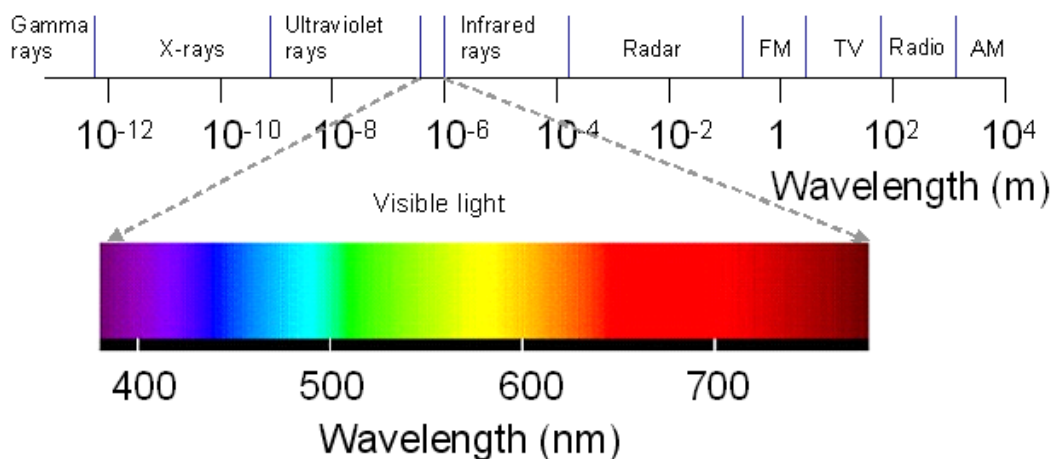 Gamma rays
X-rays
Ultraviolet rays
Infrared rays
Radar
FM
TV
Radio
AM
10⁻¹² 10⁻¹⁰ 10⁻⁸ 10⁻⁶ 10⁻⁴ 10⁻² 1 10² 10⁴
Wavelength (m)
Visible light
400 500 600 700
Wavelength (nm)